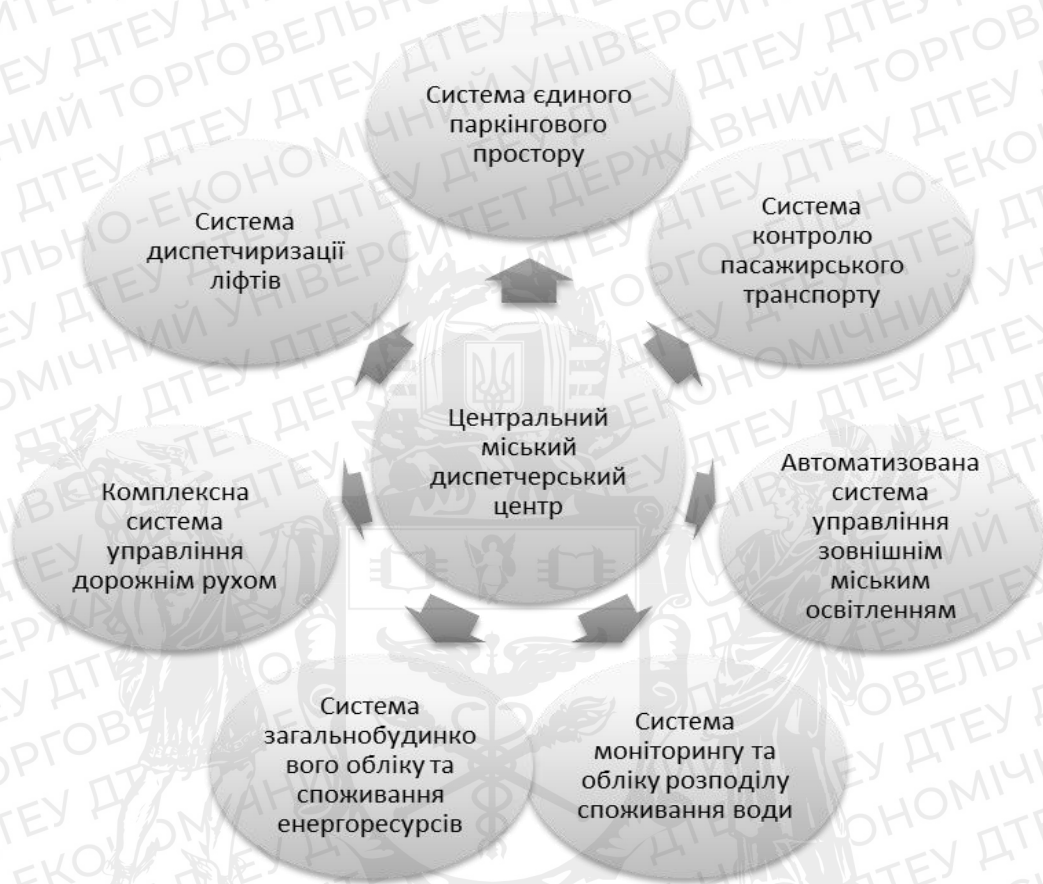 Система єдиного
паркінгового
простору
Система
контролю
пасажирського
транспорту
Автоматизована
система
управління
зовнішнім
міським
освітленням
Система
моніторингу та
обліку розподілу
споживання води
Система
загальнобудинко
вого обліку та
споживання
енергоресурсів
Комплексна
система
управління
дорожнім рухом
Система
диспетчиризації
ліфтів
Центральний
міський
диспетчерський
центр